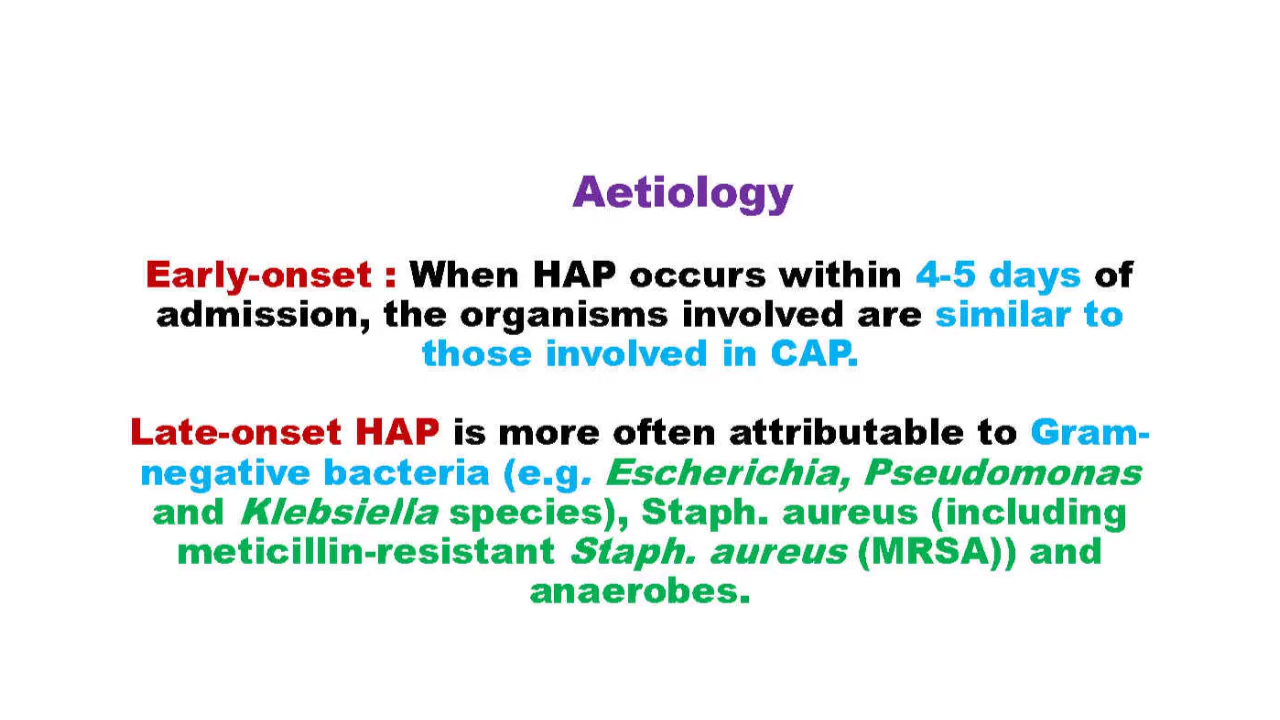 Aetiology
Early-onset : When HAP occurs within 4-5 days of
admission, the organisms involved are similar to
those involved in CAP.
Late-onset HAP is more often attributable to Gram-
negative bacteria (e.g. Escherichia, Pseudomonas
and Klebsiella species), Staph. aureus (including
meticillin-resistant Staph. aureus (MRSA)) and
anaerobes.